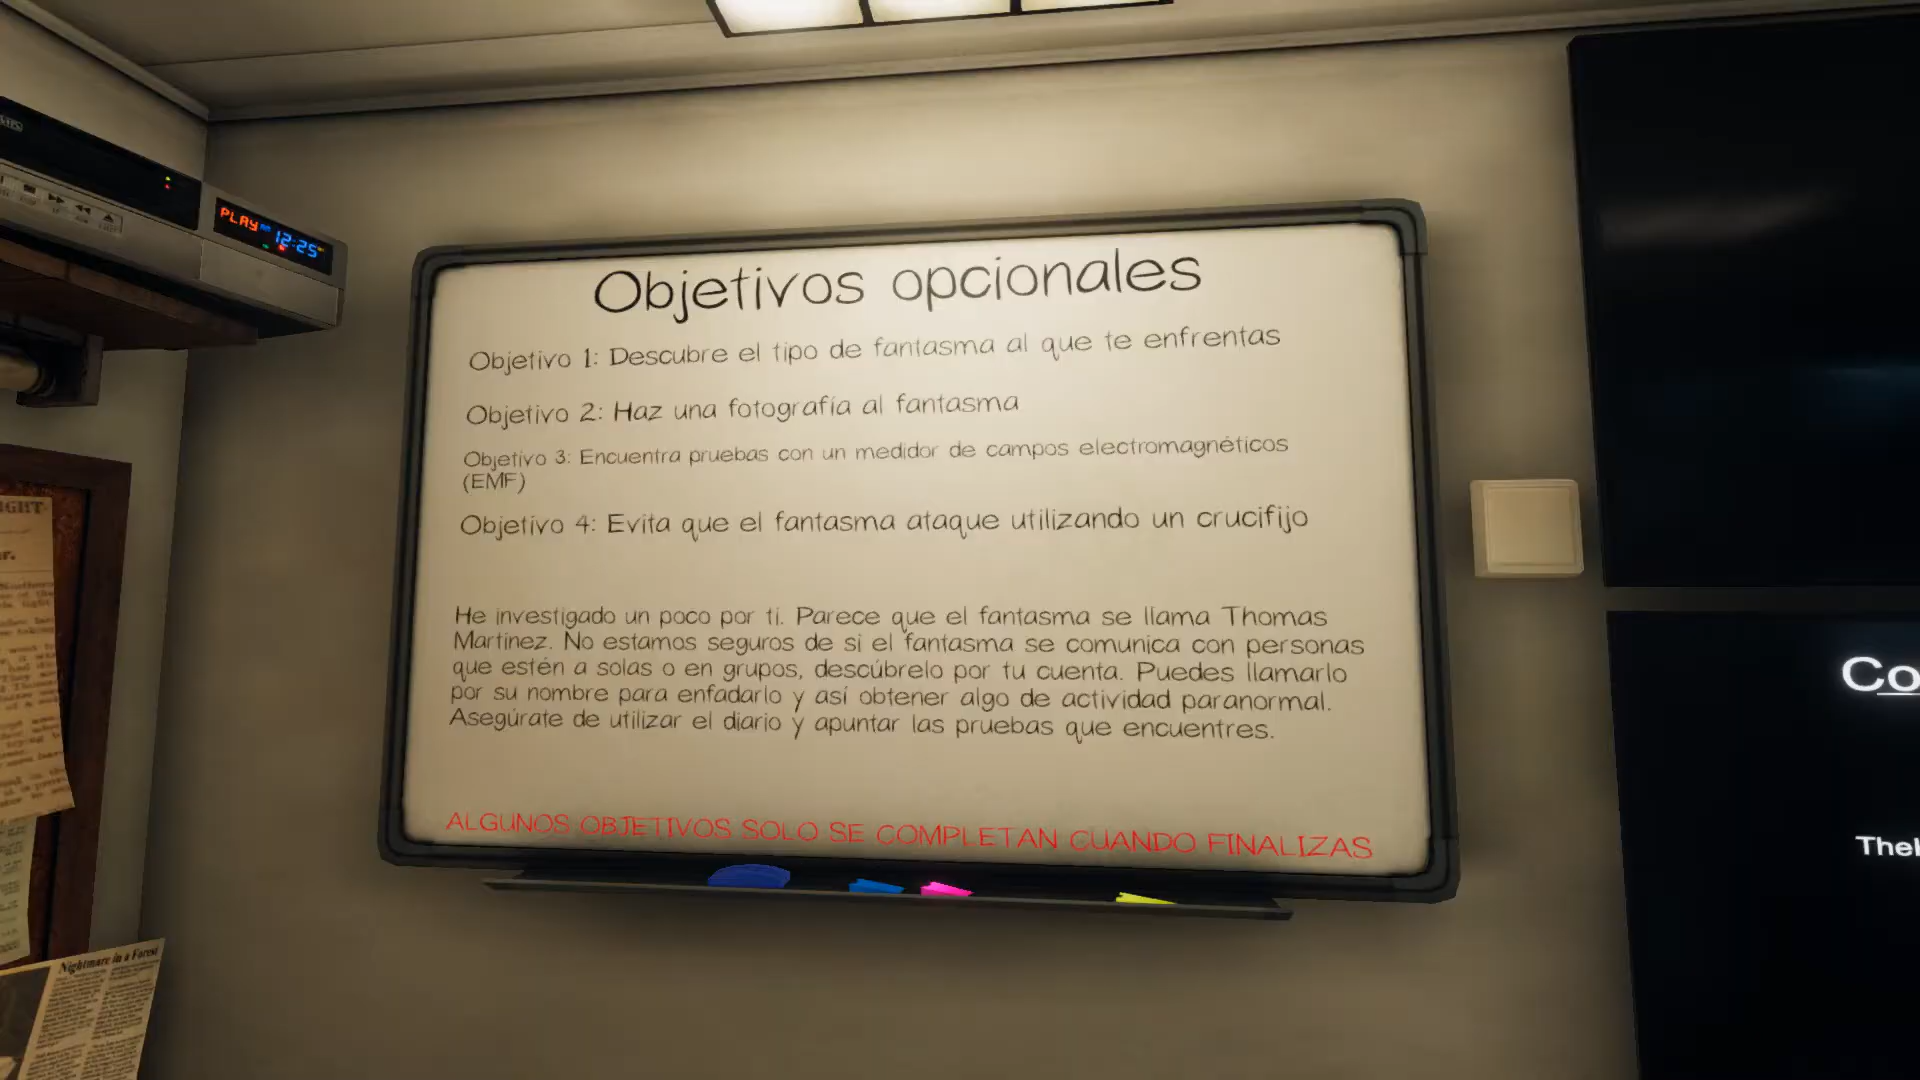 PLAY 12:25
Objetivos opcionales
Objetivo 1: Descubre el tipo de fantasma al que te enfrentas
Objetivo 2: Haz una fotografía al fantasma
Objetivo 3: Encuentra pruebas con un medidor de campos electromagnéticos
(EMF)
Objetivo 4: Evita que el fantasma ataque utilizando un crucifijo
He investigado un poco por ti. Parece que el fantasma se llama Thomas
Martinez. No estamos seguros de si el fantasma se comunica con personas
que estén a solas o en grupos, descúbrelo por tu cuenta. Puedes llamarlo
por su nombre para enfadarlo y así obtener algo de actividad paranormal.
Asegúrate de utilizar el diario y apuntar las pruebas que encuentres.
ALGUNOS OBJETIVOS SOLO SE COMPLETAN CUANDO FINALIZAS
Co
Thel
Nightmare in a Forest